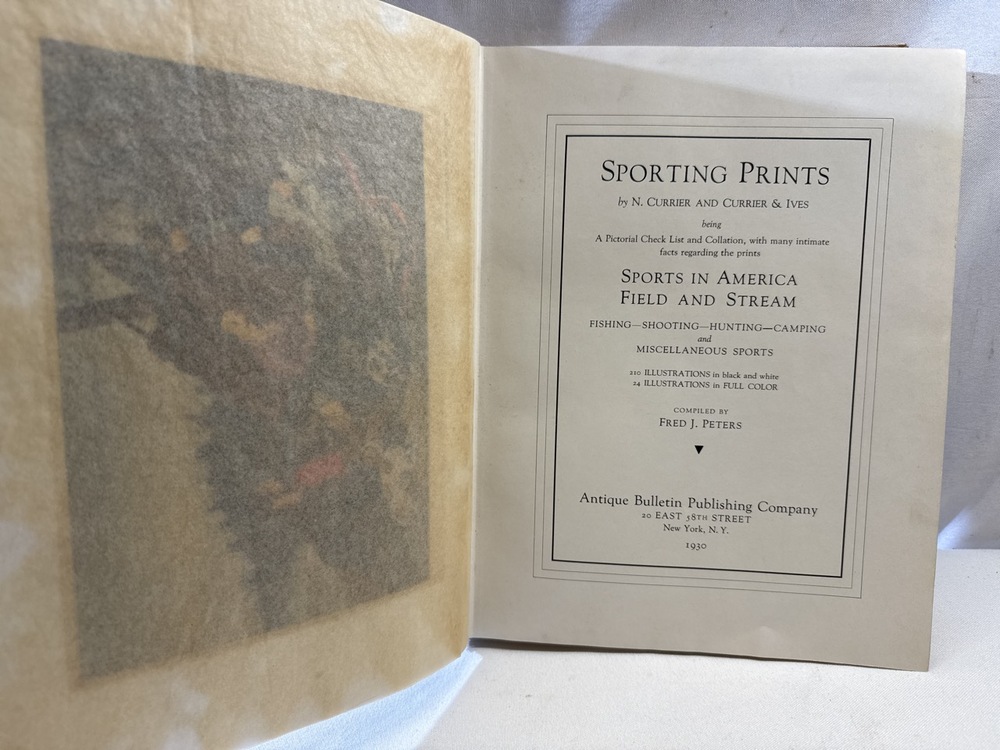 SPORTING PRINTS
by N. CURRIER AND CURRIER & IVES
being
A Pictorial Check List and Collation, with many intimate
facts regarding the prints
SPORTS IN AMERICA
FIELD AND STREAM
FISHING—SHOOTING—HUNTING—CAMPING
and
MISCELLANEOUS SPORTS
210 ILLUSTRATIONS in black and white
24 ILLUSTRATIONS in FULL COLOR
COMPILED BY
FRED J. PETERS
Antique Bulletin Publishing Company
20 EAST 58TH STREET
New York, N. Y.
1930